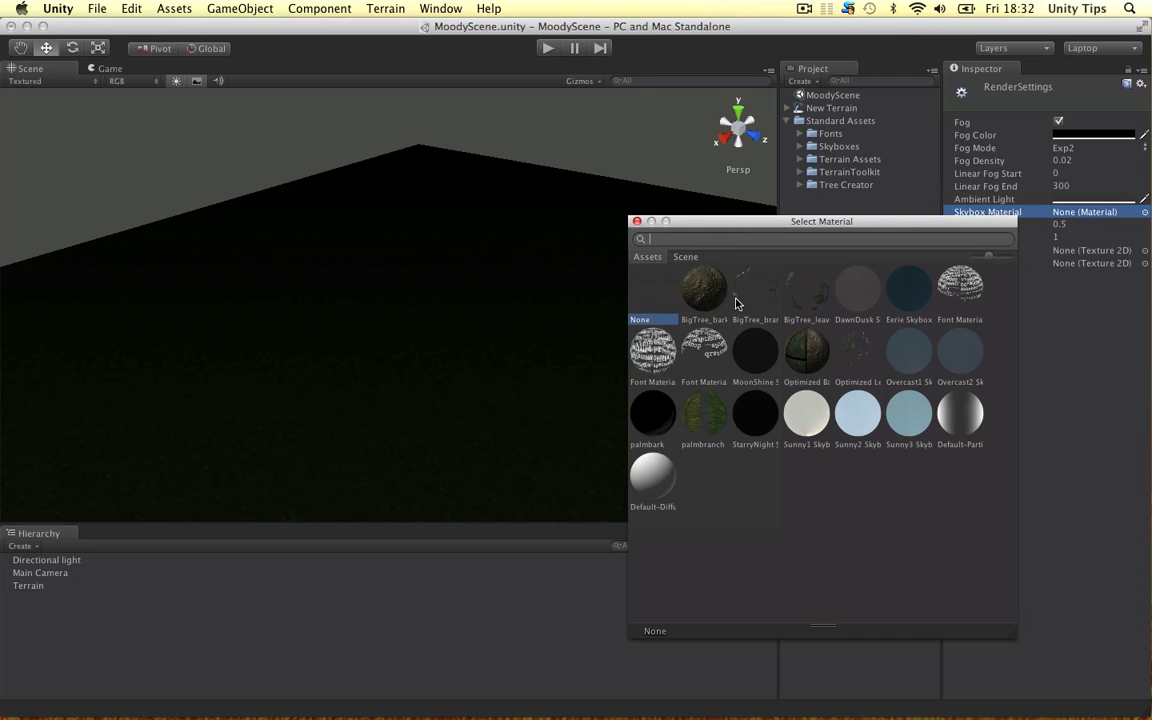 Unity File Edit Assets GameObject Component Terrain Window Help Fri 18:32 Unity Tips
MoodyScene.unity - MoodyScene - PC and Mac Standalone
Pivot Global Layers Laptop
Scene Game Project Inspector
Textured RGB Gizmos All Create All
RenderSettings
MoodyScene
New Terrain
Standard Assets
Fonts
Skyboxes
Terrain Assets
TerrainToolkit
Tree Creator
Fog
Fog Color
Fog Mode Exp2
Fog Density 0.02
Linear Fog Start 0
Linear Fog End 300
Ambient Light
Skybox Material None (Material)
0.5
1
None (Texture 2D)
None (Texture 2D)
y
x z
Persp
Select Material
Assets Scene
None BigTree_bark BigTree_bran BigTree_leav DawnDusk S Eerie Skybox Font Materia
Font Materia Font Materia MoonShine S Optimized Ba Optimized Le Overcast1 Sk Overcast2 Sk
palmbark palmbranch StarryNight S Sunny1 Skyb Sunny2 Skyb Sunny3 Skyb Default-Parti
Default-Diffu
None
Hierarchy
Create
Directional light
Main Camera
Terrain